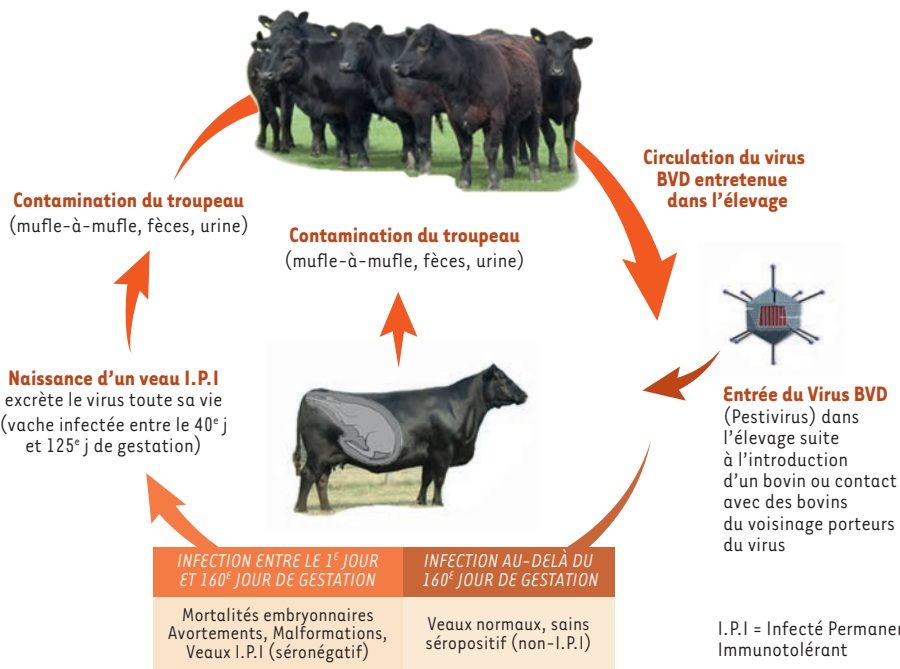 Circulation du virus
BVD entretenue
dans l'élevage
Contamination du troupeau
(mufle-à-mufle, fèces, urine)
Contamination du troupeau
(mufle-à-mufle, fèces, urine)
Naissance d'un veau I.P.I
excrète le virus toute sa vie
(vache infectée entre le 40e j
et 125e j de gestation)
Entrée du Virus BVD
(Pestivirus) dans
l'élevage suite
à l'introduction
d'un bovin ou contact
avec des bovins
du voisinage porteurs
du virus
INFECTION ENTRE LE 1E JOUR
ET 160E JOUR DE GESTATION
INFECTION AU-DELÀ DU
160E JOUR DE GESTATION
Mortalités embryonnaires
Avortements, Malformations,
Veaux I.P.I (séronégatif)
Veaux normaux, sains
séropositif (non-I.P.I)
I.P.I = Infecté
Immunotolérant